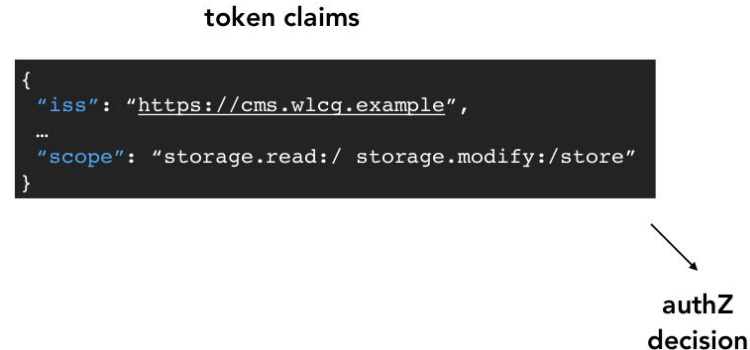 token claims
{
“iss”: “https://cms.wlcg.example”,
…
“scope”: “storage.read:/ storage.modify:/store”
}
authZ
decision